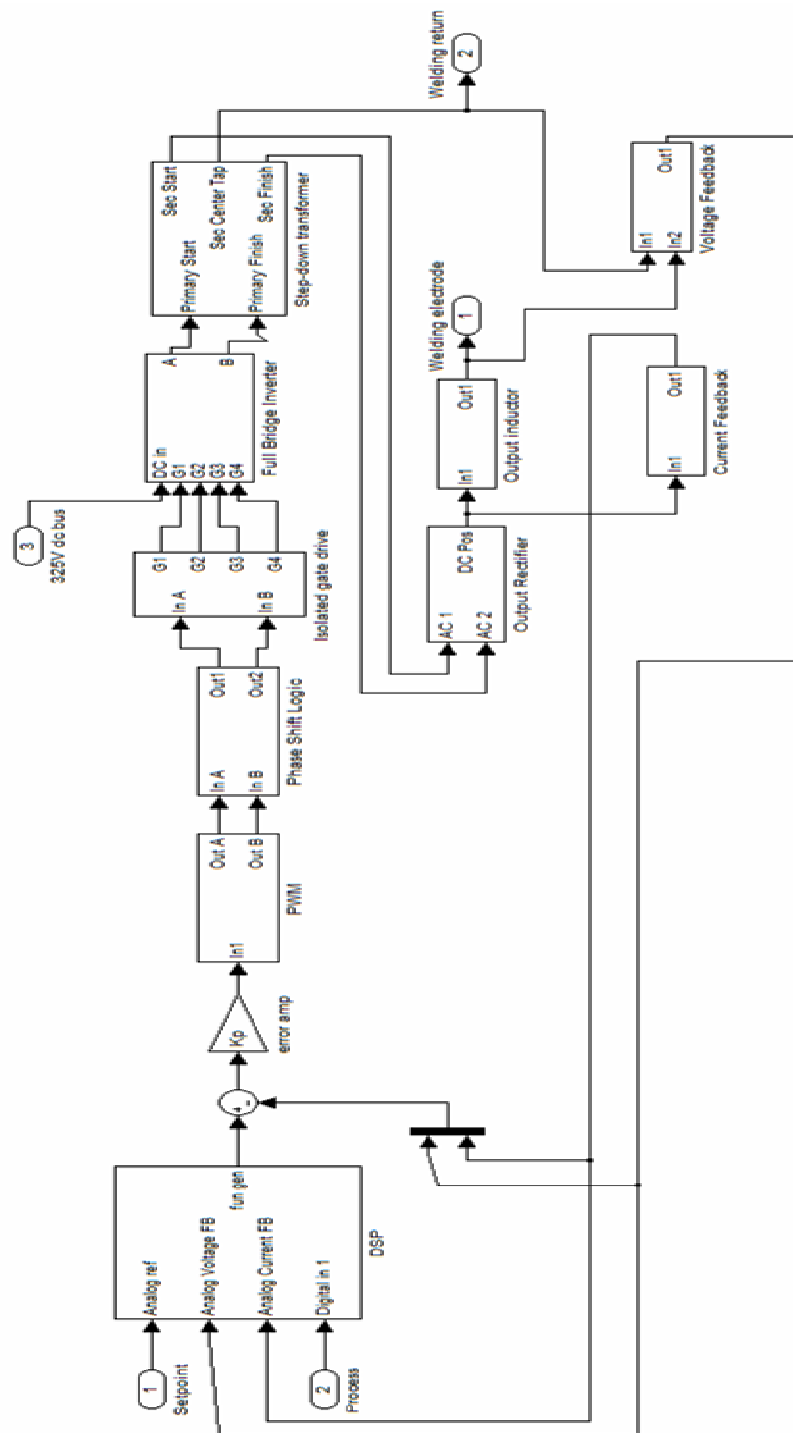 1
Setpoint
2
Process
Analog ref
Analog Voltage FB
Analog Current FB
Digital in 1
fun gen
DSP
Kp
error amp
In1
Out A
Out B
PWM
In A
In B
Out1
Out2
Phase Shift Logic
In A
In B
G1
G2
G3
G4
Isolated gate drive
3
325V dc bus
DC in
G1
G2
G3
G4
A
B
Full Bridge Inverter
Primary Start
Primary Finish
Sec Start
Sec Center Tap
Sec Finish
Step-down transformer
2
Welding return
AC 1
AC 2
DC Pos
Output Rectifier
In1
Out1
Output inductor
1
Welding electrode
In1
Out1
Current Feedback
In1
In2
Out1
Voltage Feedback